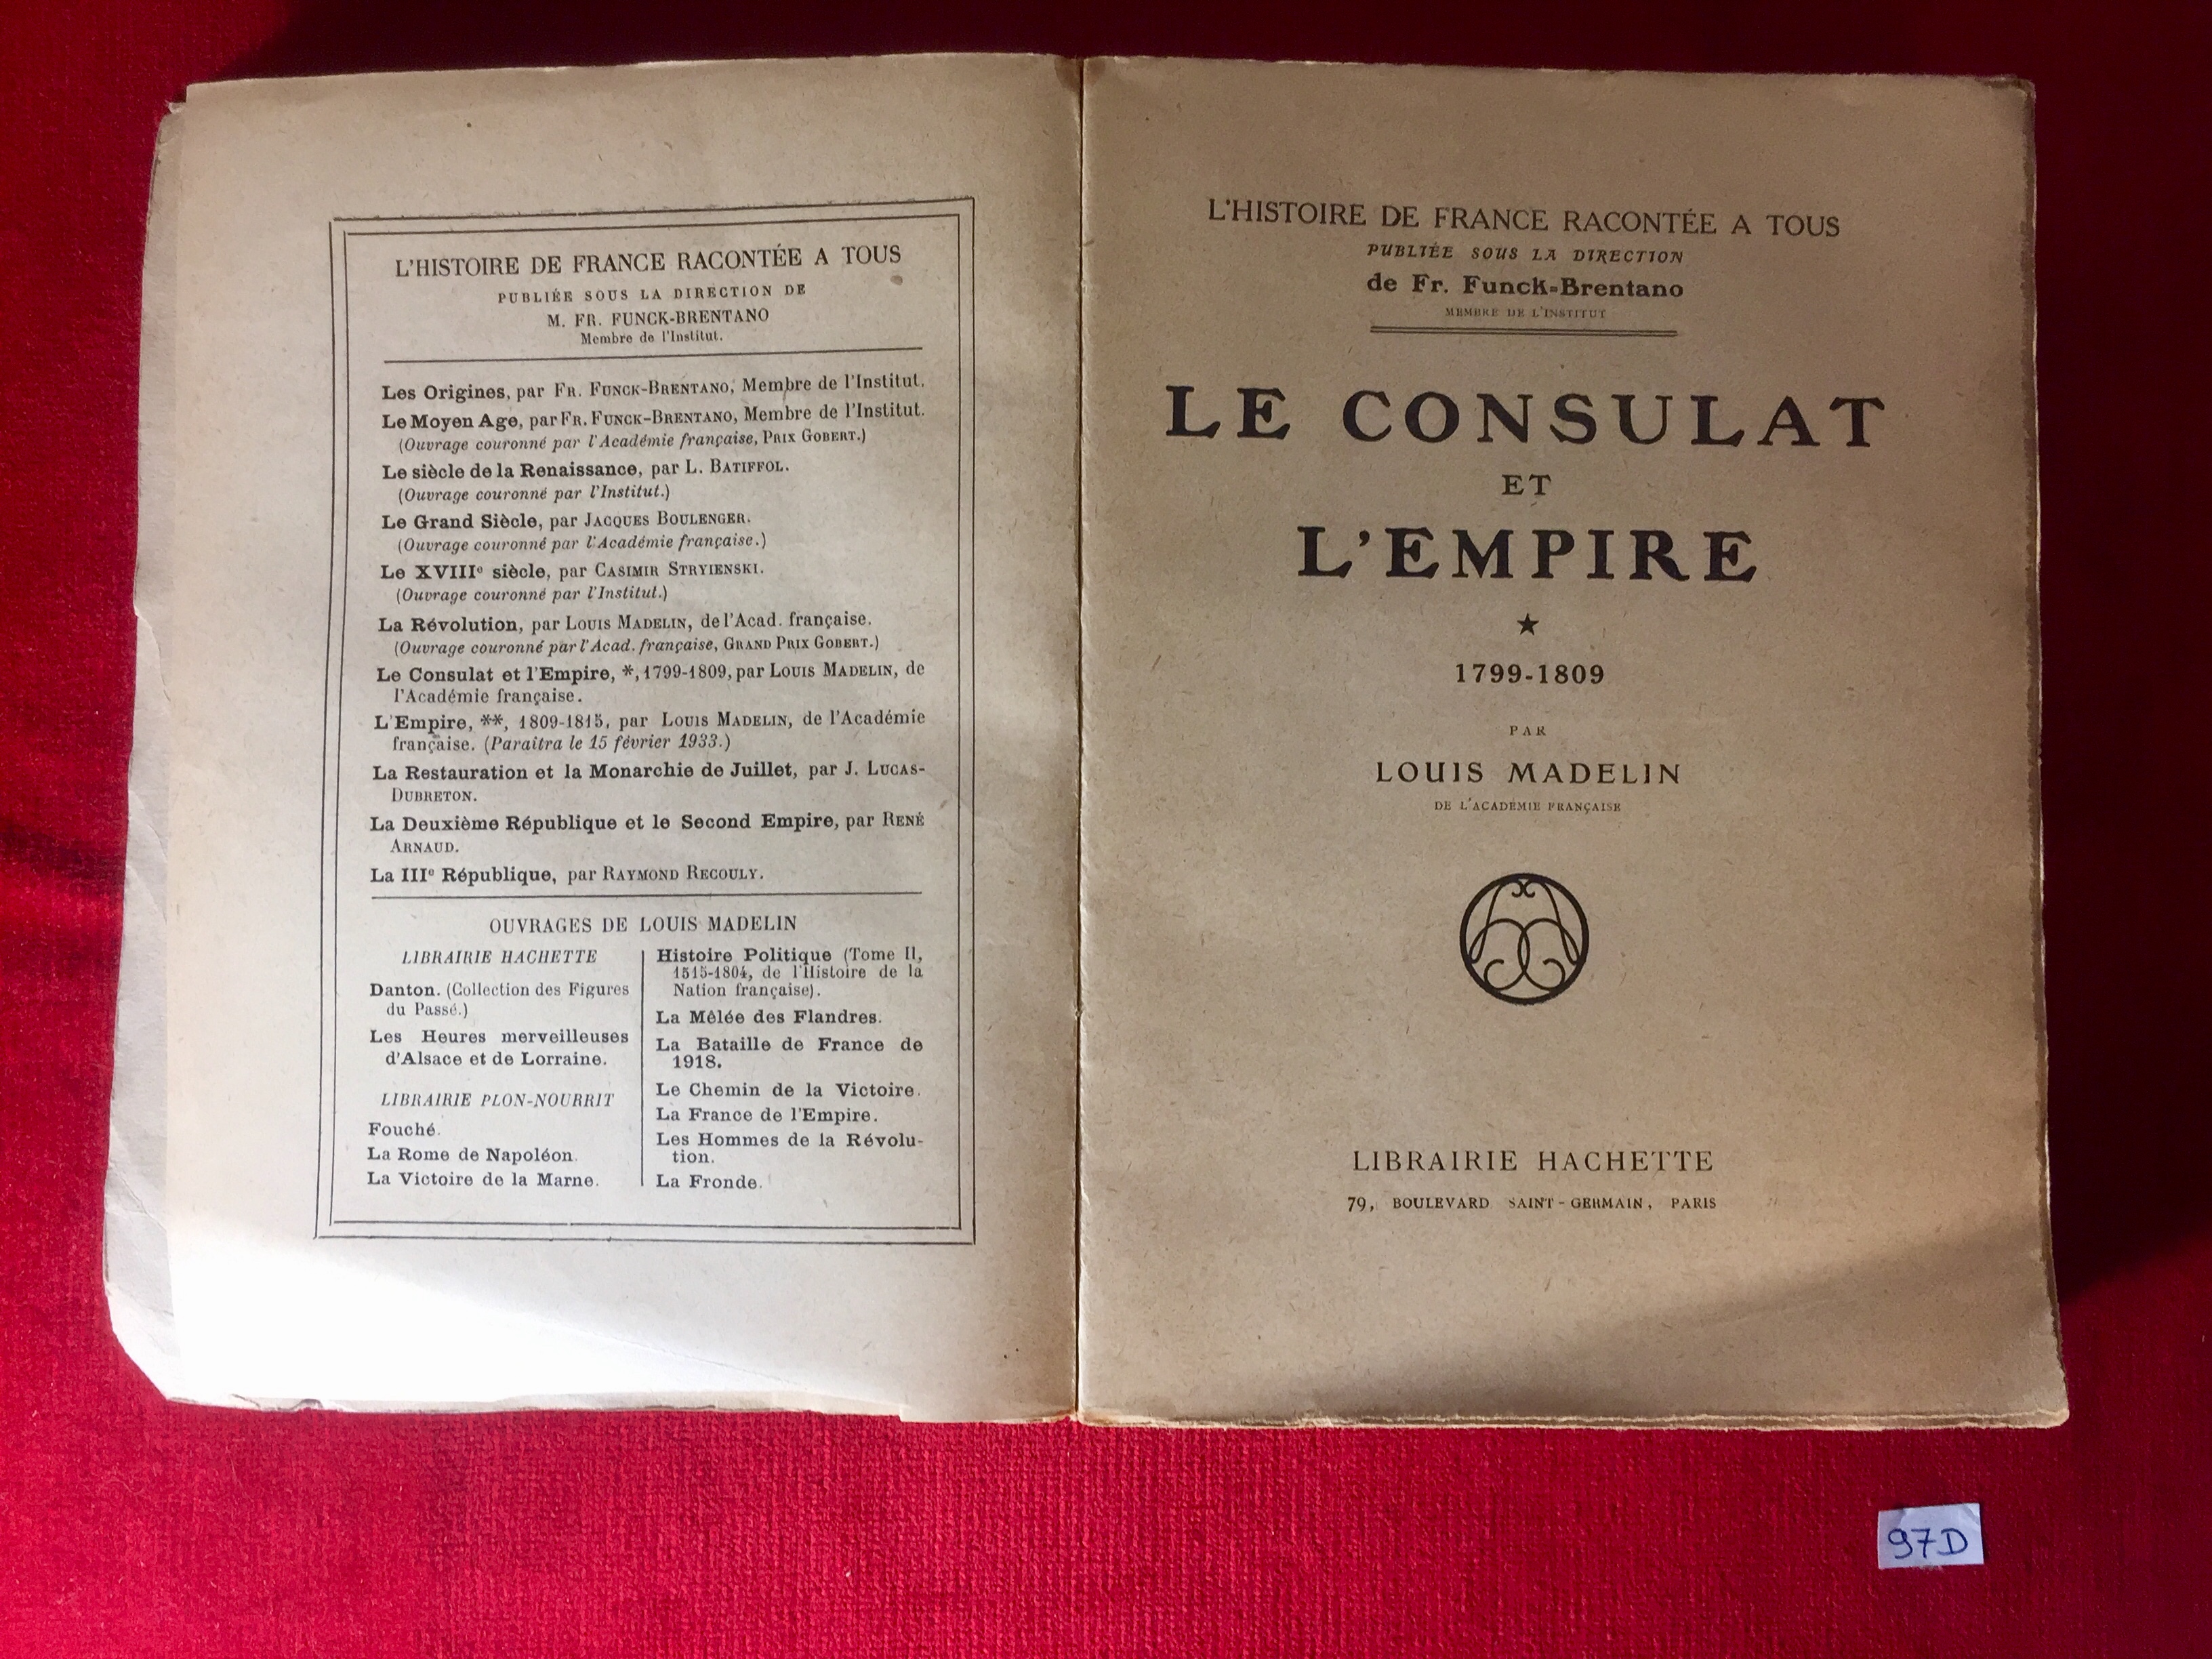 L'HISTOIRE DE FRANCE RACONTÉE A TOUS
PUBLIÉE SOUS LA DIRECTION DE
M. FR. FUNCK-BRENTANO
Membre de l'Institut.
Les Origines, par FR. FUNCK-BRENTANO, Membre de l'Institut.
Le Moyen Age, par FR. FUNCK-BRENTANO, Membre de l'Institut.
(Ouvrage couronné par l'Académie française, PRIX GOBERT.)
Le siècle de la Renaissance, par L. BATIFFOL.
(Ouvrage couronné par l'Institut.)
Le Grand Siècle, par JACQUES BOULENGER.
(Ouvrage couronné par l'Académie française.)
Le XVIIIe siècle, par CASIMIR STRYIENSKI.
(Ouvrage couronné par l'Institut.)
La Révolution, par LOUIS MADELIN, de l'Acad. française.
(Ouvrage couronné par l'Acad. française, GRAND PRIX GOBERT.)
Le Consulat et l'Empire, *, 1799-1809, par LOUIS MADELIN, de
l'Académie française.
L'Empire, **, 1809-1815, par LOUIS MADELIN, de l'Académie
française. (Paraîtra le 15 février 1933.)
La Restauration et la Monarchie de Juillet, par J. LUCAS-
DUBRETON.
La Deuxième République et le Second Empire, par RENÉ
ARNAUD.
La IIIe République, par RAYMOND RECOULY.
OUVRAGES DE LOUIS MADELIN
LIBRAIRIE HACHETTE
Danton. (Collection des Figures
du Passé.)
Les Heures merveilleuses
d'Alsace et de Lorraine.
LIBRAIRIE PLON-NOURRIT
Fouché.
La Rome de Napoléon.
La Victoire de la Marne.
Histoire Politique (Tome II,
1515-1804, de l'Histoire de la
Nation française).
La Mêlée des Flandres.
La Bataille de France de
1918.
Le Chemin de la Victoire.
La France de l'Empire.
Les Hommes de la Révolu-
tion.
La Fronde.
L'HISTOIRE DE FRANCE RACONTÉE A TOUS
PUBLIÉE SOUS LA DIRECTION
de Fr. Funck-Brentano
MEMBRE DE L'INSTITUT
LE CONSULAT
ET
L'EMPIRE
★
1799-1809
PAR
LOUIS MADELIN
DE L'ACADÉMIE FRANÇAISE
LIBRAIRIE HACHETTE
79, BOULEVARD SAINT-GERMAIN, PARIS
97D